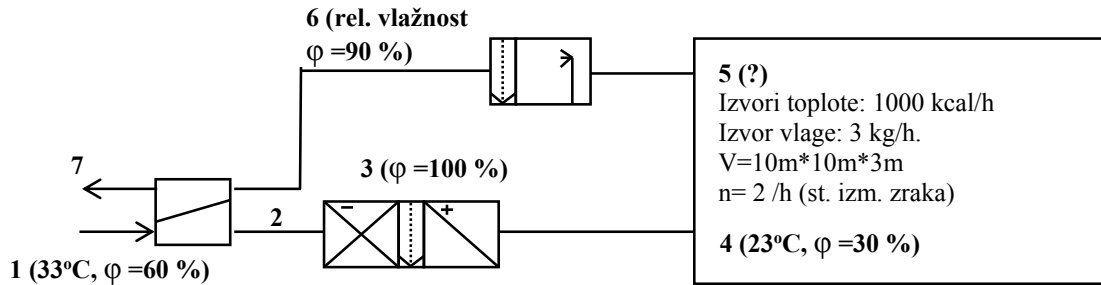 6 (rel. vlažnost
φ =90 %)
5 (?)
Izvori toplote: 1000 kcal/h
Izvor vlage: 3 kg/h.
V=10m*10m*3m
n= 2 /h (st. izm. zraka)
7
3 (φ =100 %)
2
−
+
4 (23°C, φ =30 %)
1 (33°C, φ =60 %)